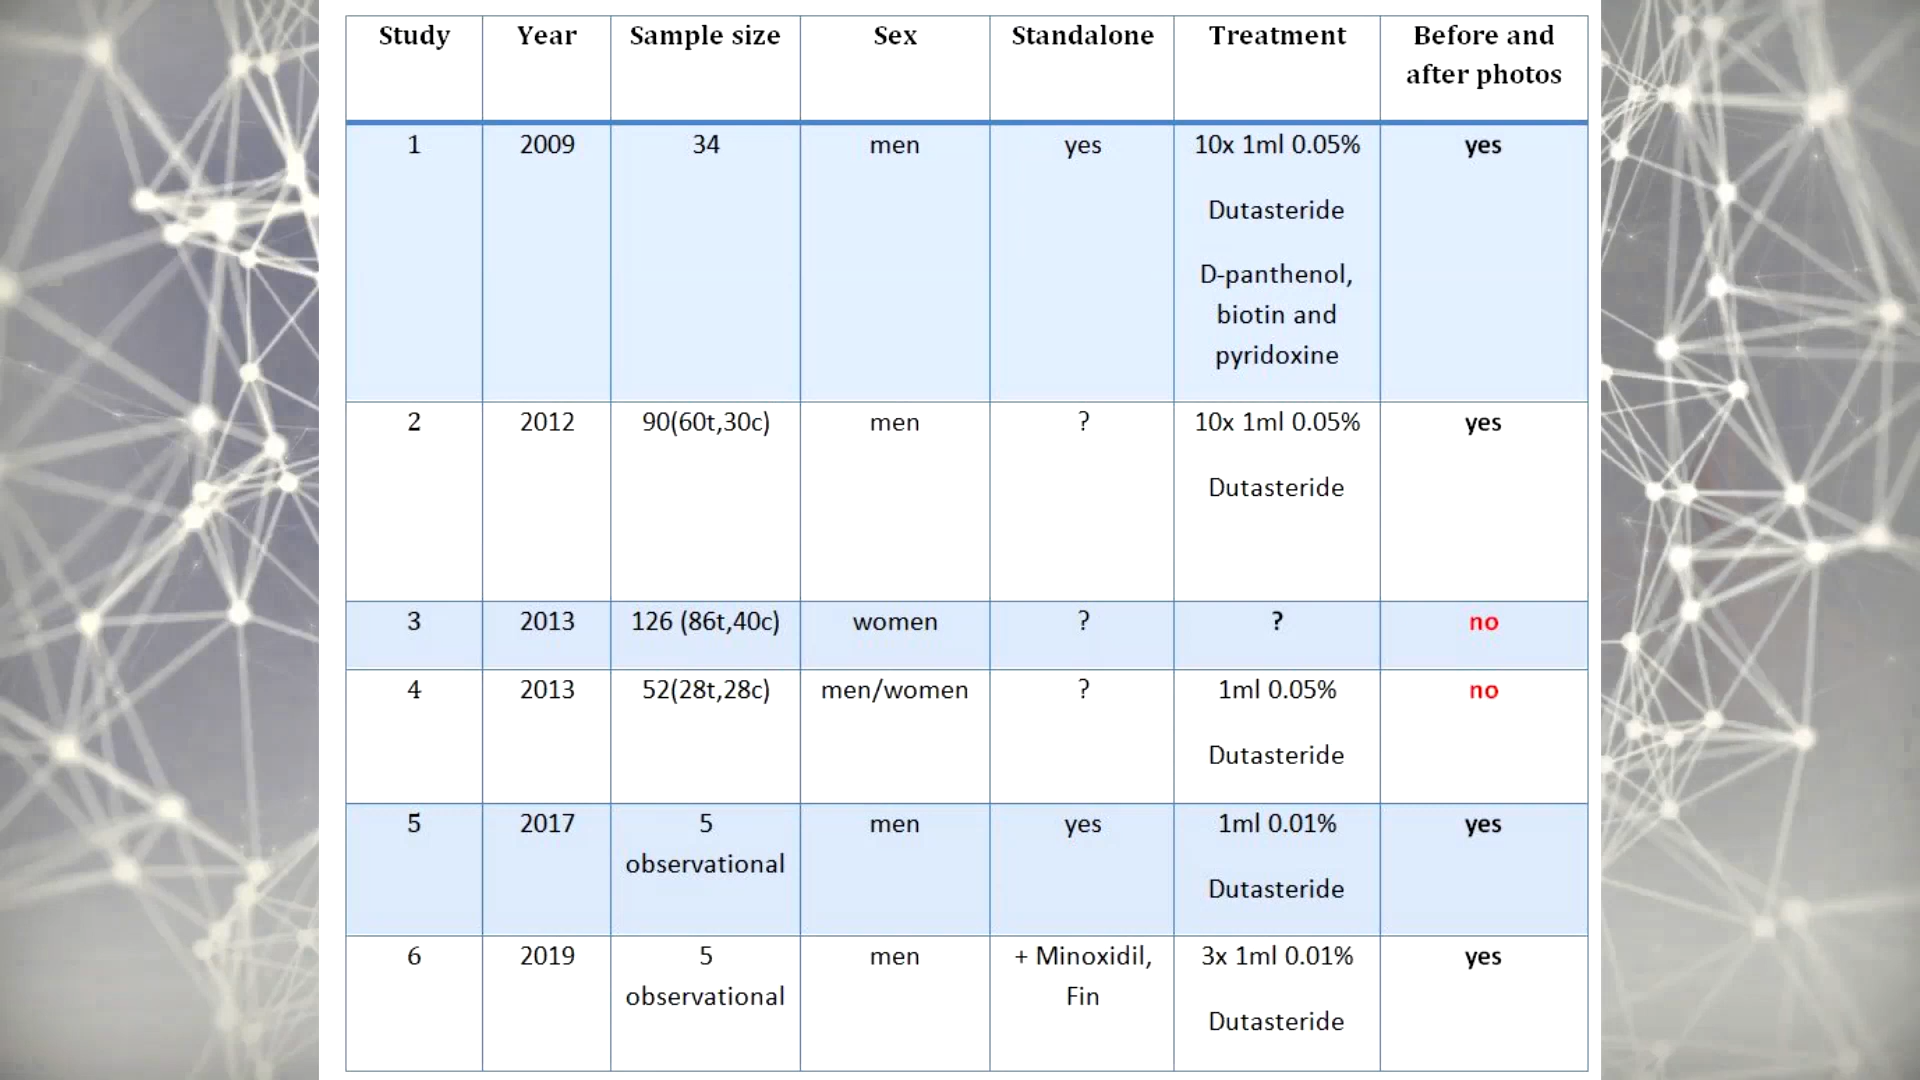 Study Year Sample size Sex Standalone Treatment Before and
after photos
1 2009 34 men yes 10x 1ml 0.05% yes
Dutasteride
D-panthenol,
biotin and
pyridoxine
2 2012 90(60t,30c) men ? 10x 1ml 0.05% yes
Dutasteride
3 2013 126 (86t,40c) women ? ? no
4 2013 52(28t,28c) men/women ? 1ml 0.05% no
Dutasteride
5 2017 5 men yes 1ml 0.01% yes
observational
Dutasteride
6 2019 5 men + Minoxidil, 3x 1ml 0.01% yes
observational Fin
Dutasteride